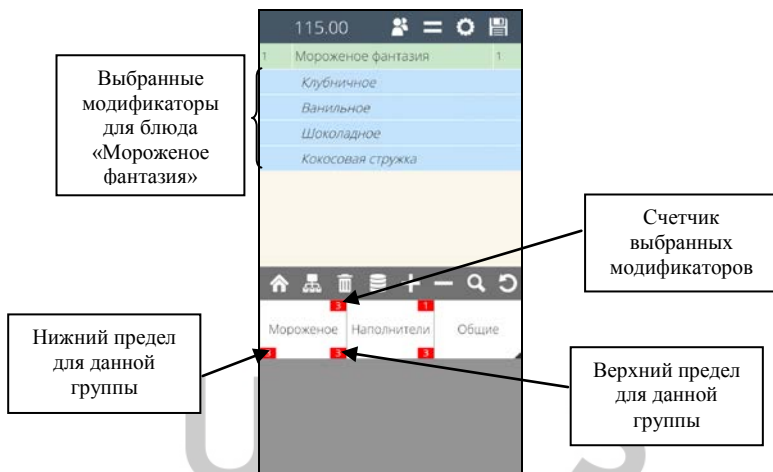 115.00
1 Мороженое фантазия 1
Клубничное
Ванильное
Шоколадное
Кокосовая стружка
Выбранные
модификаторы
для блюда
«Мороженое
фантазия»
Счетчик
выбранных
модификаторов
3 1
Мороженое Наполнители Общие
3 3 3
Нижний предел
для данной
группы
Верхний предел
для данной
группы